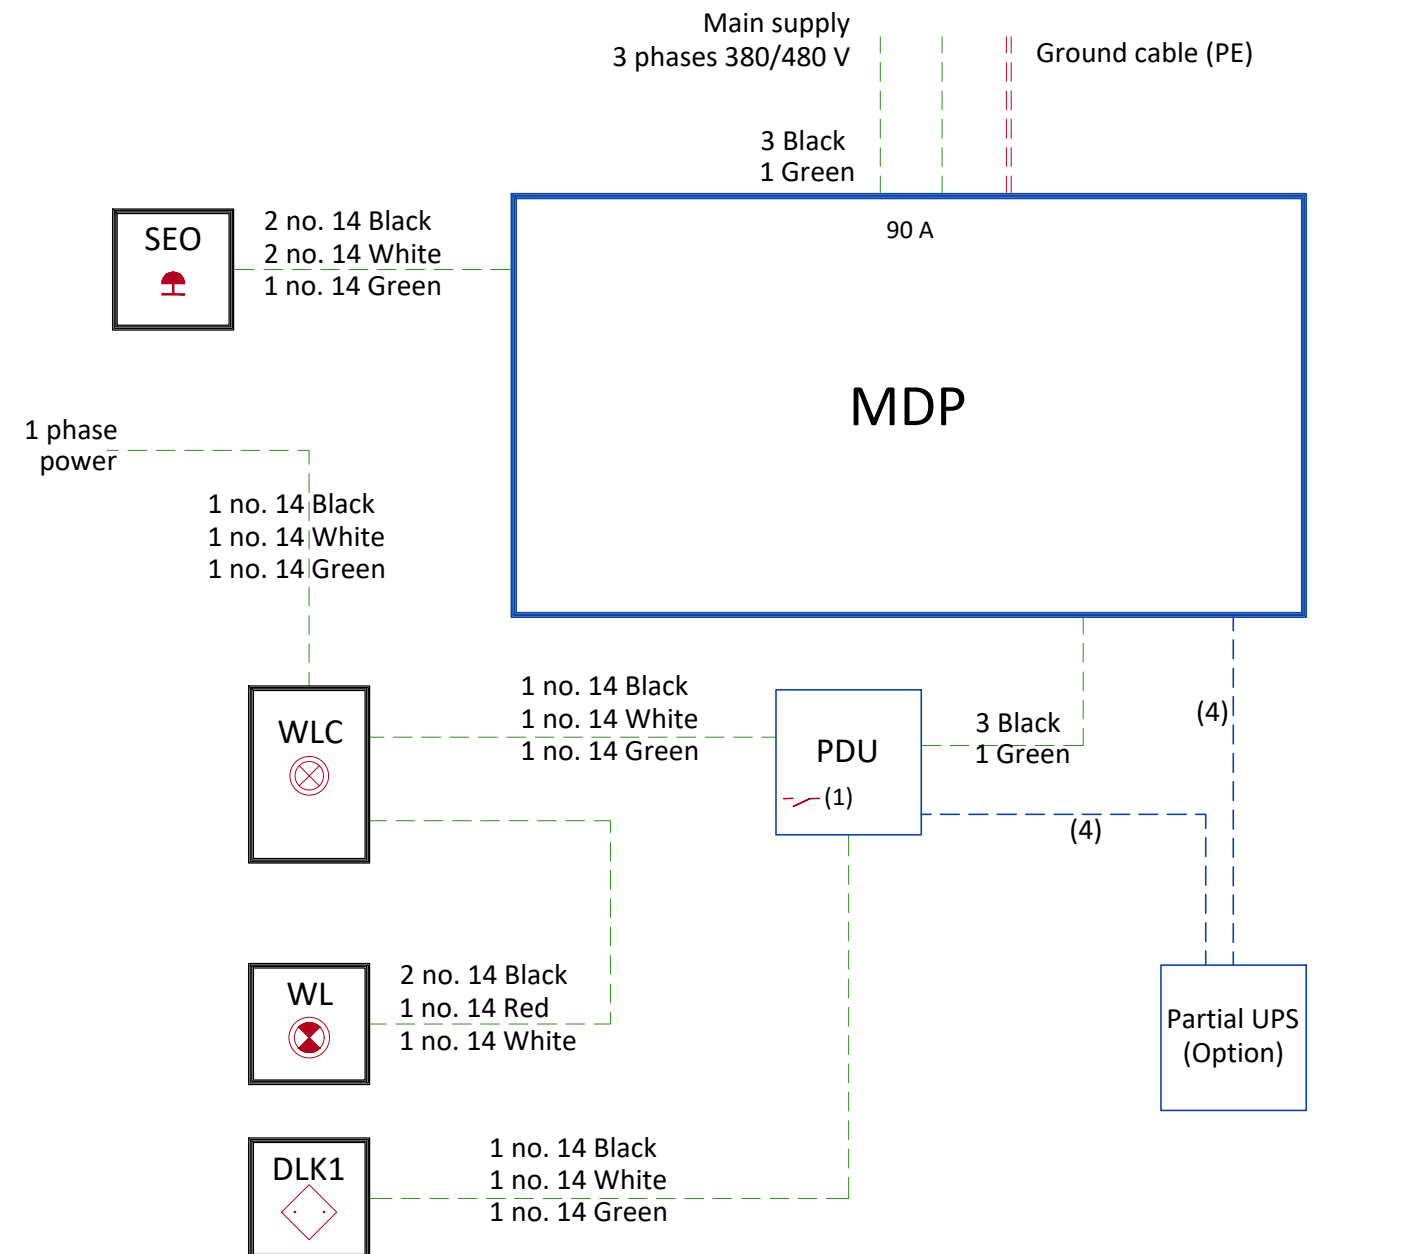 Main supply
3 phases 380/480 V
Ground cable (PE)
3 Black
1 Green
90 A
SEO
2 no. 14 Black
2 no. 14 White
1 no. 14 Green
MDP
1 phase
power
1 no. 14 Black
1 no. 14 White
1 no. 14 Green
WLC
1 no. 14 Black
1 no. 14 White
1 no. 14 Green
PDU
(1)
3 Black
1 Green
(4)
(4)
WL
2 no. 14 Black
1 no. 14 Red
1 no. 14 White
Partial UPS
(Option)
DLK1
1 no. 14 Black
1 no. 14 White
1 no. 14 Green